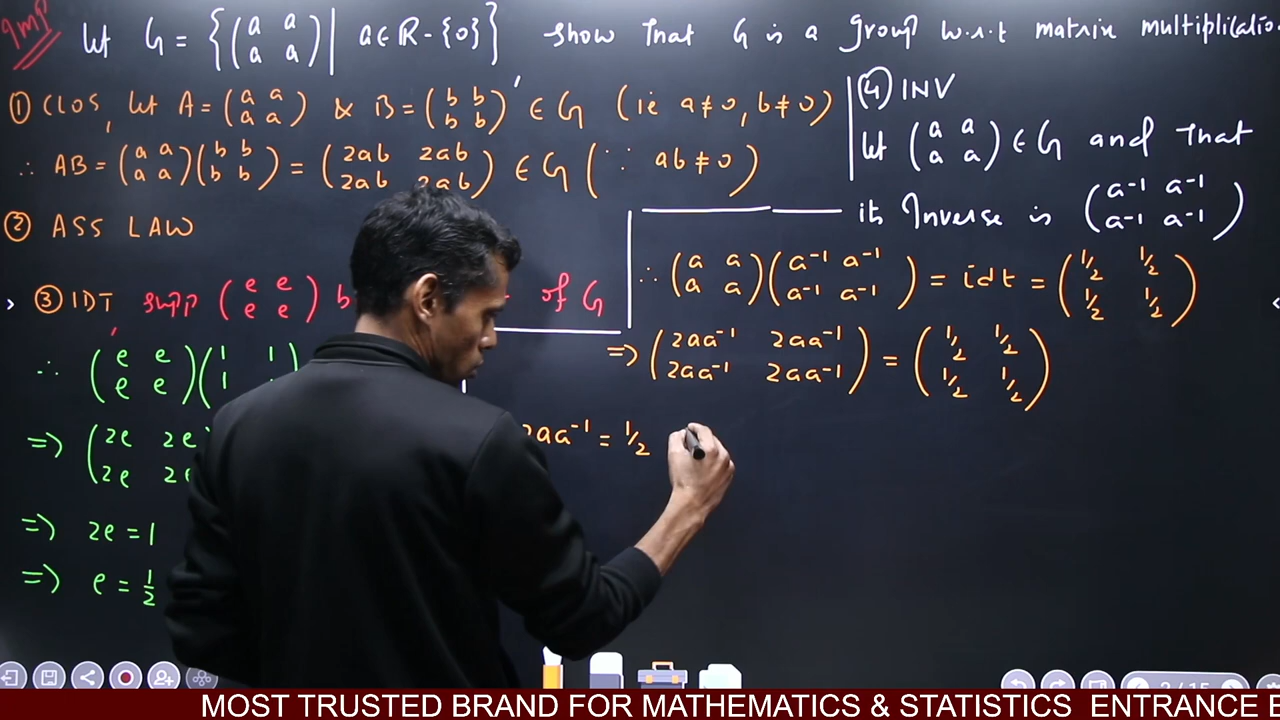 Imp
Let G = {(a a
a a) | a ∈ R - {0}} show that G is a group w.r.t matrix multiplicatio
① CLOS, let A = (a a
a a) & B = (b b
b b) ∈ G (ie a ≠ 0, b ≠ 0)
∴ AB = (a a
a a)(b b
b b) = (2ab 2ab
2ab 2ab) ∈ G (∵ ab ≠ 0)
② ASS LAW
③ IDT, supp (e e
e e) b of G
∴ (e e
e e)(1 1
1
=> (2e 2e
2e 2
=> 2e = 1
=> e = 1/2
④ INV
Let (a a
a a) ∈ G and that
its Inverse is (a⁻¹ a⁻¹
a⁻¹ a⁻¹)
∴ (a a
a a)(a⁻¹ a⁻¹
a⁻¹ a⁻¹) = idt = (1/2 1/2
1/2 1/2)
=> (2aa⁻¹ 2aa⁻¹
2aa⁻¹ 2aa⁻¹) = (1/2 1/2
1/2 1/2)
2aa⁻¹ = 1/2
MOST TRUSTED BRAND FOR MATHEMATICS & STATISTICS ENTRANCE E